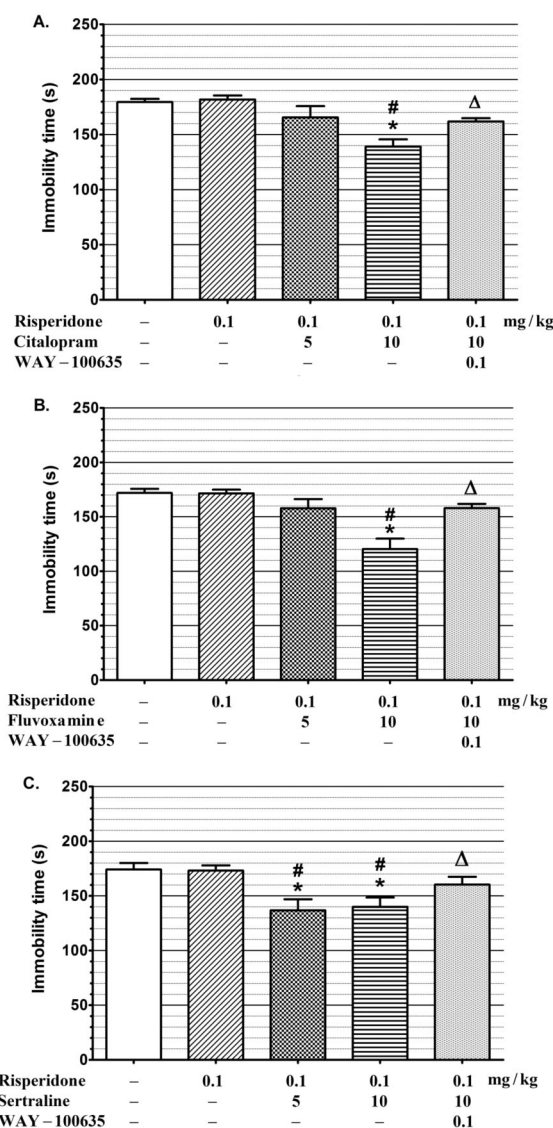 A.
Immobility time (s)
250
200
150
100
50
0
#
*
Δ
Risperidone – 0.1 0.1 0.1 0.1 mg/kg
Citalopram – – 5 10 10
WAY–100635 – – – – 0.1
B.
Immobility time (s)
250
200
150
100
50
0
#
*
Δ
Risperidone – 0.1 0.1 0.1 0.1 mg/kg
Fluvoxamine – – 5 10 10
WAY–100635 – – – – 0.1
C.
Immobility time (s)
250
200
150
100
50
0
# #
* *
Δ
Risperidone – 0.1 0.1 0.1 0.1 mg/kg
Sertraline – – 5 10 10
WAY–100635 – – – – 0.1